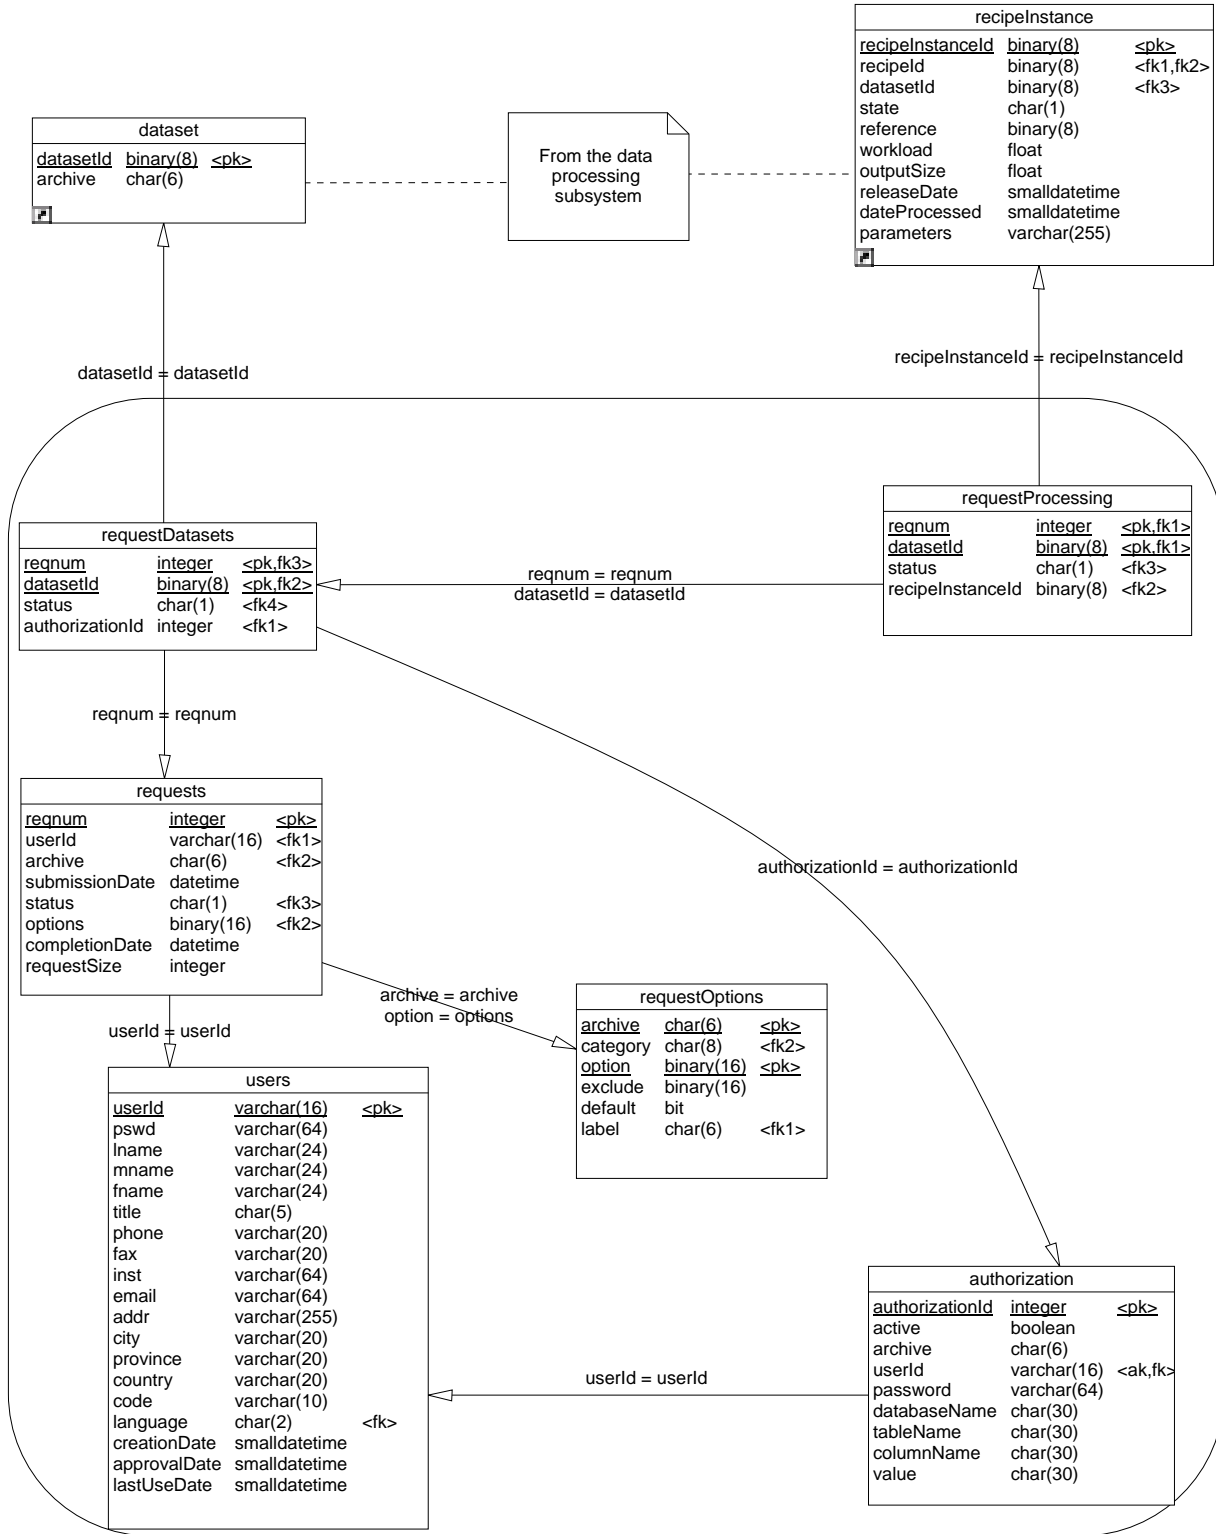 recipeInstance
recipeInstanceId binary(8) <pk>
recipeId binary(8) <fk1,fk2>
datasetId binary(8) <fk3>
state char(1)
reference binary(8)
workload float
outputSize float
releaseDate smalldatetime
dateProcessed smalldatetime
parameters varchar(255)
dataset
datasetId binary(8) <pk>
archive char(6)
From the data
processing
subsystem
datasetId = datasetId
recipeInstanceId = recipeInstanceId
requestProcessing
reqnum integer <pk,fk1>
datasetId binary(8) <pk,fk1>
status char(1) <fk3>
recipeInstanceId binary(8) <fk2>
requestDatasets
reqnum integer <pk,fk3>
datasetId binary(8) <pk,fk2>
status char(1) <fk4>
authorizationId integer <fk1>
reqnum = reqnum
datasetId = datasetId
reqnum = reqnum
requests
reqnum integer <pk>
userId varchar(16) <fk1>
archive char(6) <fk2>
submissionDate datetime
status char(1) <fk3>
options binary(16) <fk2>
completionDate datetime
requestSize integer
authorizationId = authorizationId
archive = archive
option = options
userId = userId
requestOptions
archive char(6) <pk>
category char(8) <fk2>
option binary(16) <pk>
exclude binary(16)
default bit
label char(6) <fk1>
users
userId varchar(16) <pk>
pswd varchar(64)
lname varchar(24)
mname varchar(24)
fname varchar(24)
title char(5)
phone varchar(20)
fax varchar(20)
inst varchar(64)
email varchar(64)
addr varchar(255)
city varchar(20)
province varchar(20)
country varchar(20)
code varchar(10)
language char(2) <fk>
creationDate smalldatetime
approvalDate smalldatetime
lastUseDate smalldatetime
userId = userId
authorization
authorizationId integer <pk>
active boolean
archive char(6)
userId varchar(16) <ak,fk>
password varchar(64)
databaseName char(30)
tableName char(30)
columnName char(30)
value char(30)